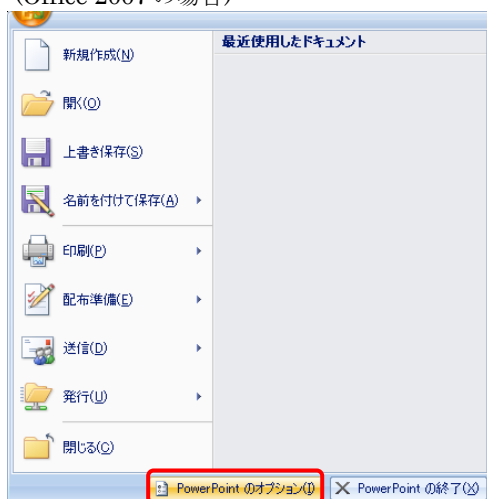 (Office 2007 の場合)
最近使用したドキュメント
新規作成(N)
開く(O)
上書き保存(S)
名前を付けて保存(A)
印刷(P)
配布準備(E)
送信(D)
発行(U)
閉じる(C)
PowerPoint のオプション(I)
PowerPoint の終了(X)